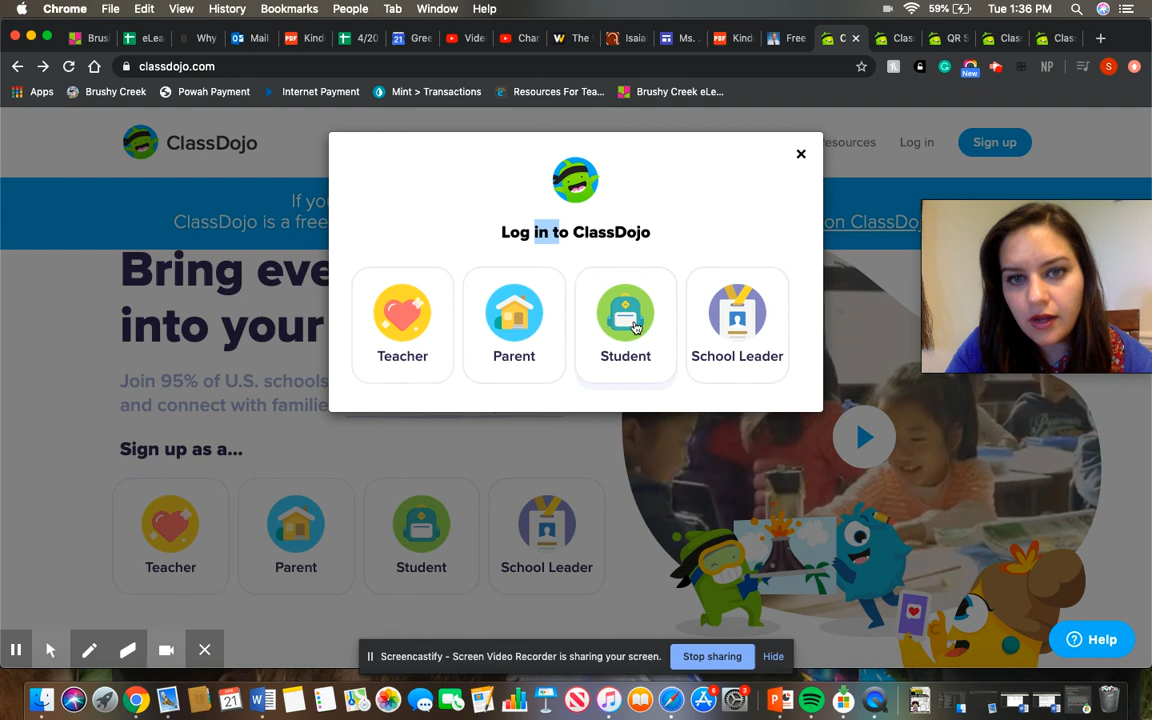 Chrome File Edit View History Bookmarks People Tab Window Help 59% Tue 1:36 PM
Brus eLea Why Mail Kind 4/20 Gree Vide Char The Isaia Ms. Kind Free C Clas QR S Clas Clas
classdojo.com New NP S
Apps Brushy Creek Powah Payment Internet Payment Mint > Transactions Resources For Tea... Brushy Creek eLe...
ClassDojo esources Log in Sign up
If you
ClassDojo is a free on ClassDoj
Bring eve
into your
Join 95% of U.S. schools
and connect with familie
Sign up as a...
Teacher Parent Student School Leader
Log in to ClassDojo
Teacher Parent Student School Leader
Help
Screencastify - Screen Video Recorder is sharing your screen. Stop sharing Hide